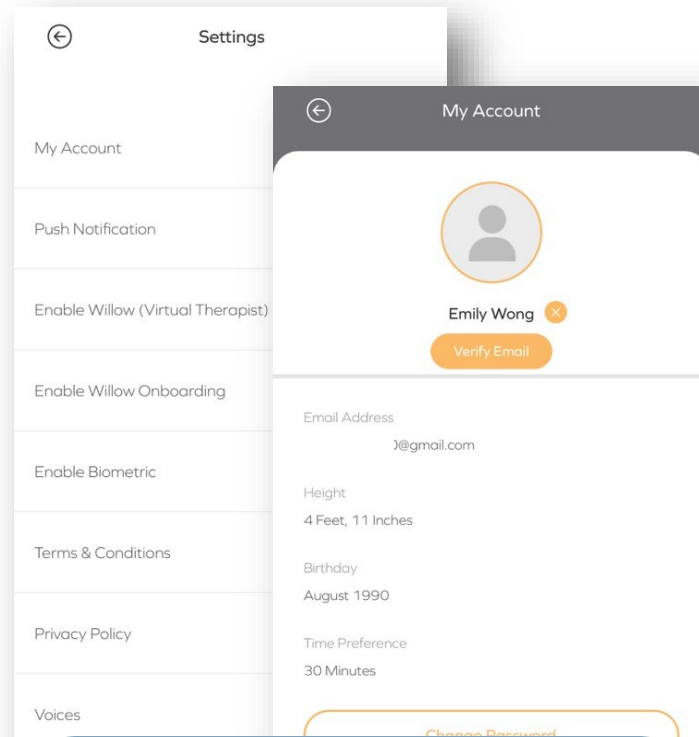 Settings
My Account
Push Notification
Enable Willow (Virtual Therapist)
Enable Willow Onboarding
Enable Biometric
Terms & Conditions
Privacy Policy
Voices
My Account
Emily Wong
Verify Email
Email Address
@gmail.com
Height
4 Feet, 11 Inches
Birthday
August 1990
Time Preference
30 Minutes
Change Password